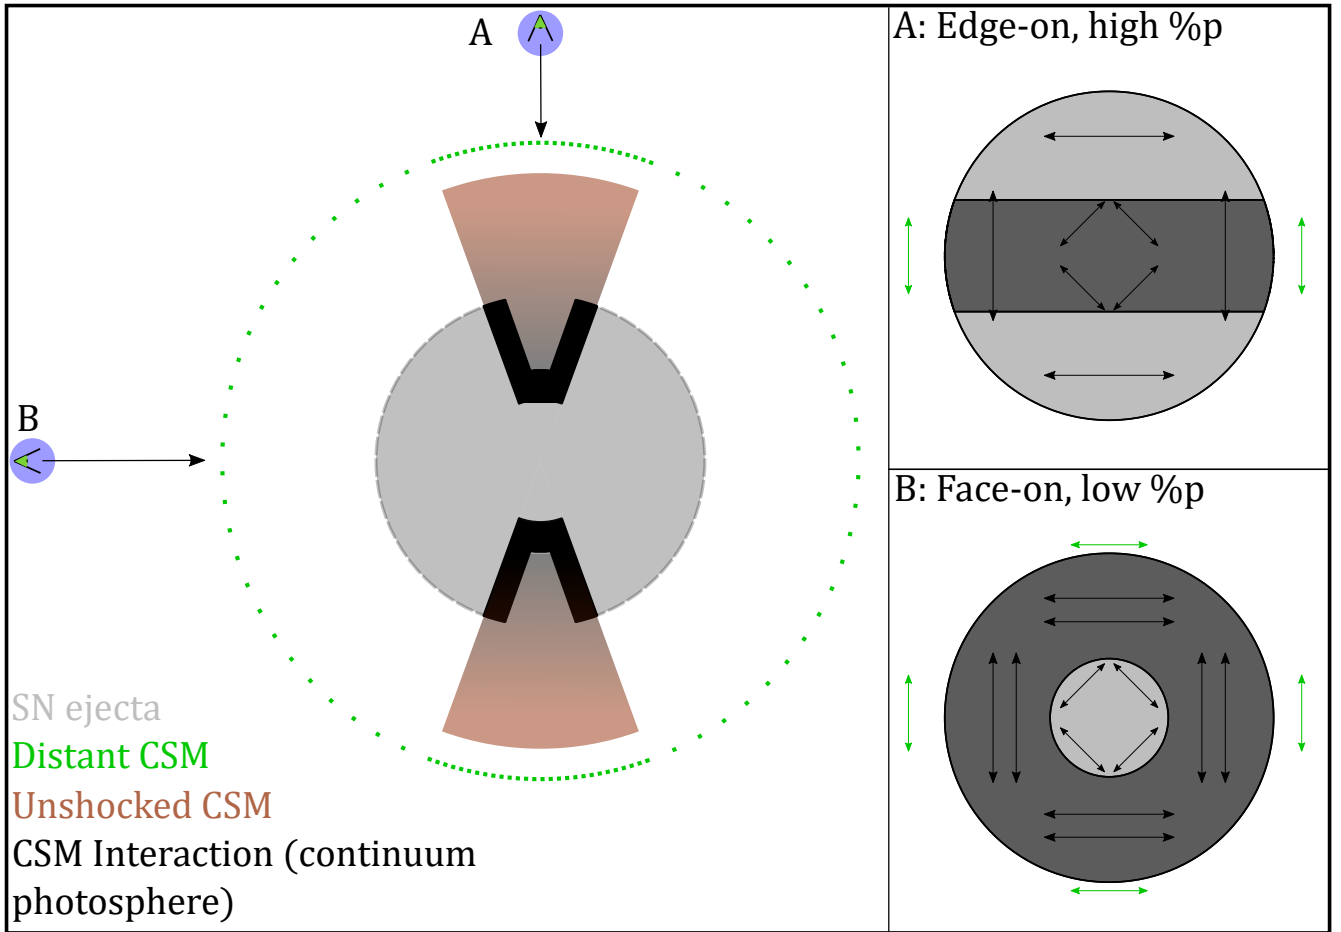 A
B
SN ejecta
Distant CSM
Unshocked CSM
CSM Interaction (continuum
photosphere)
A: Edge-on, high %p
B: Face-on, low %p